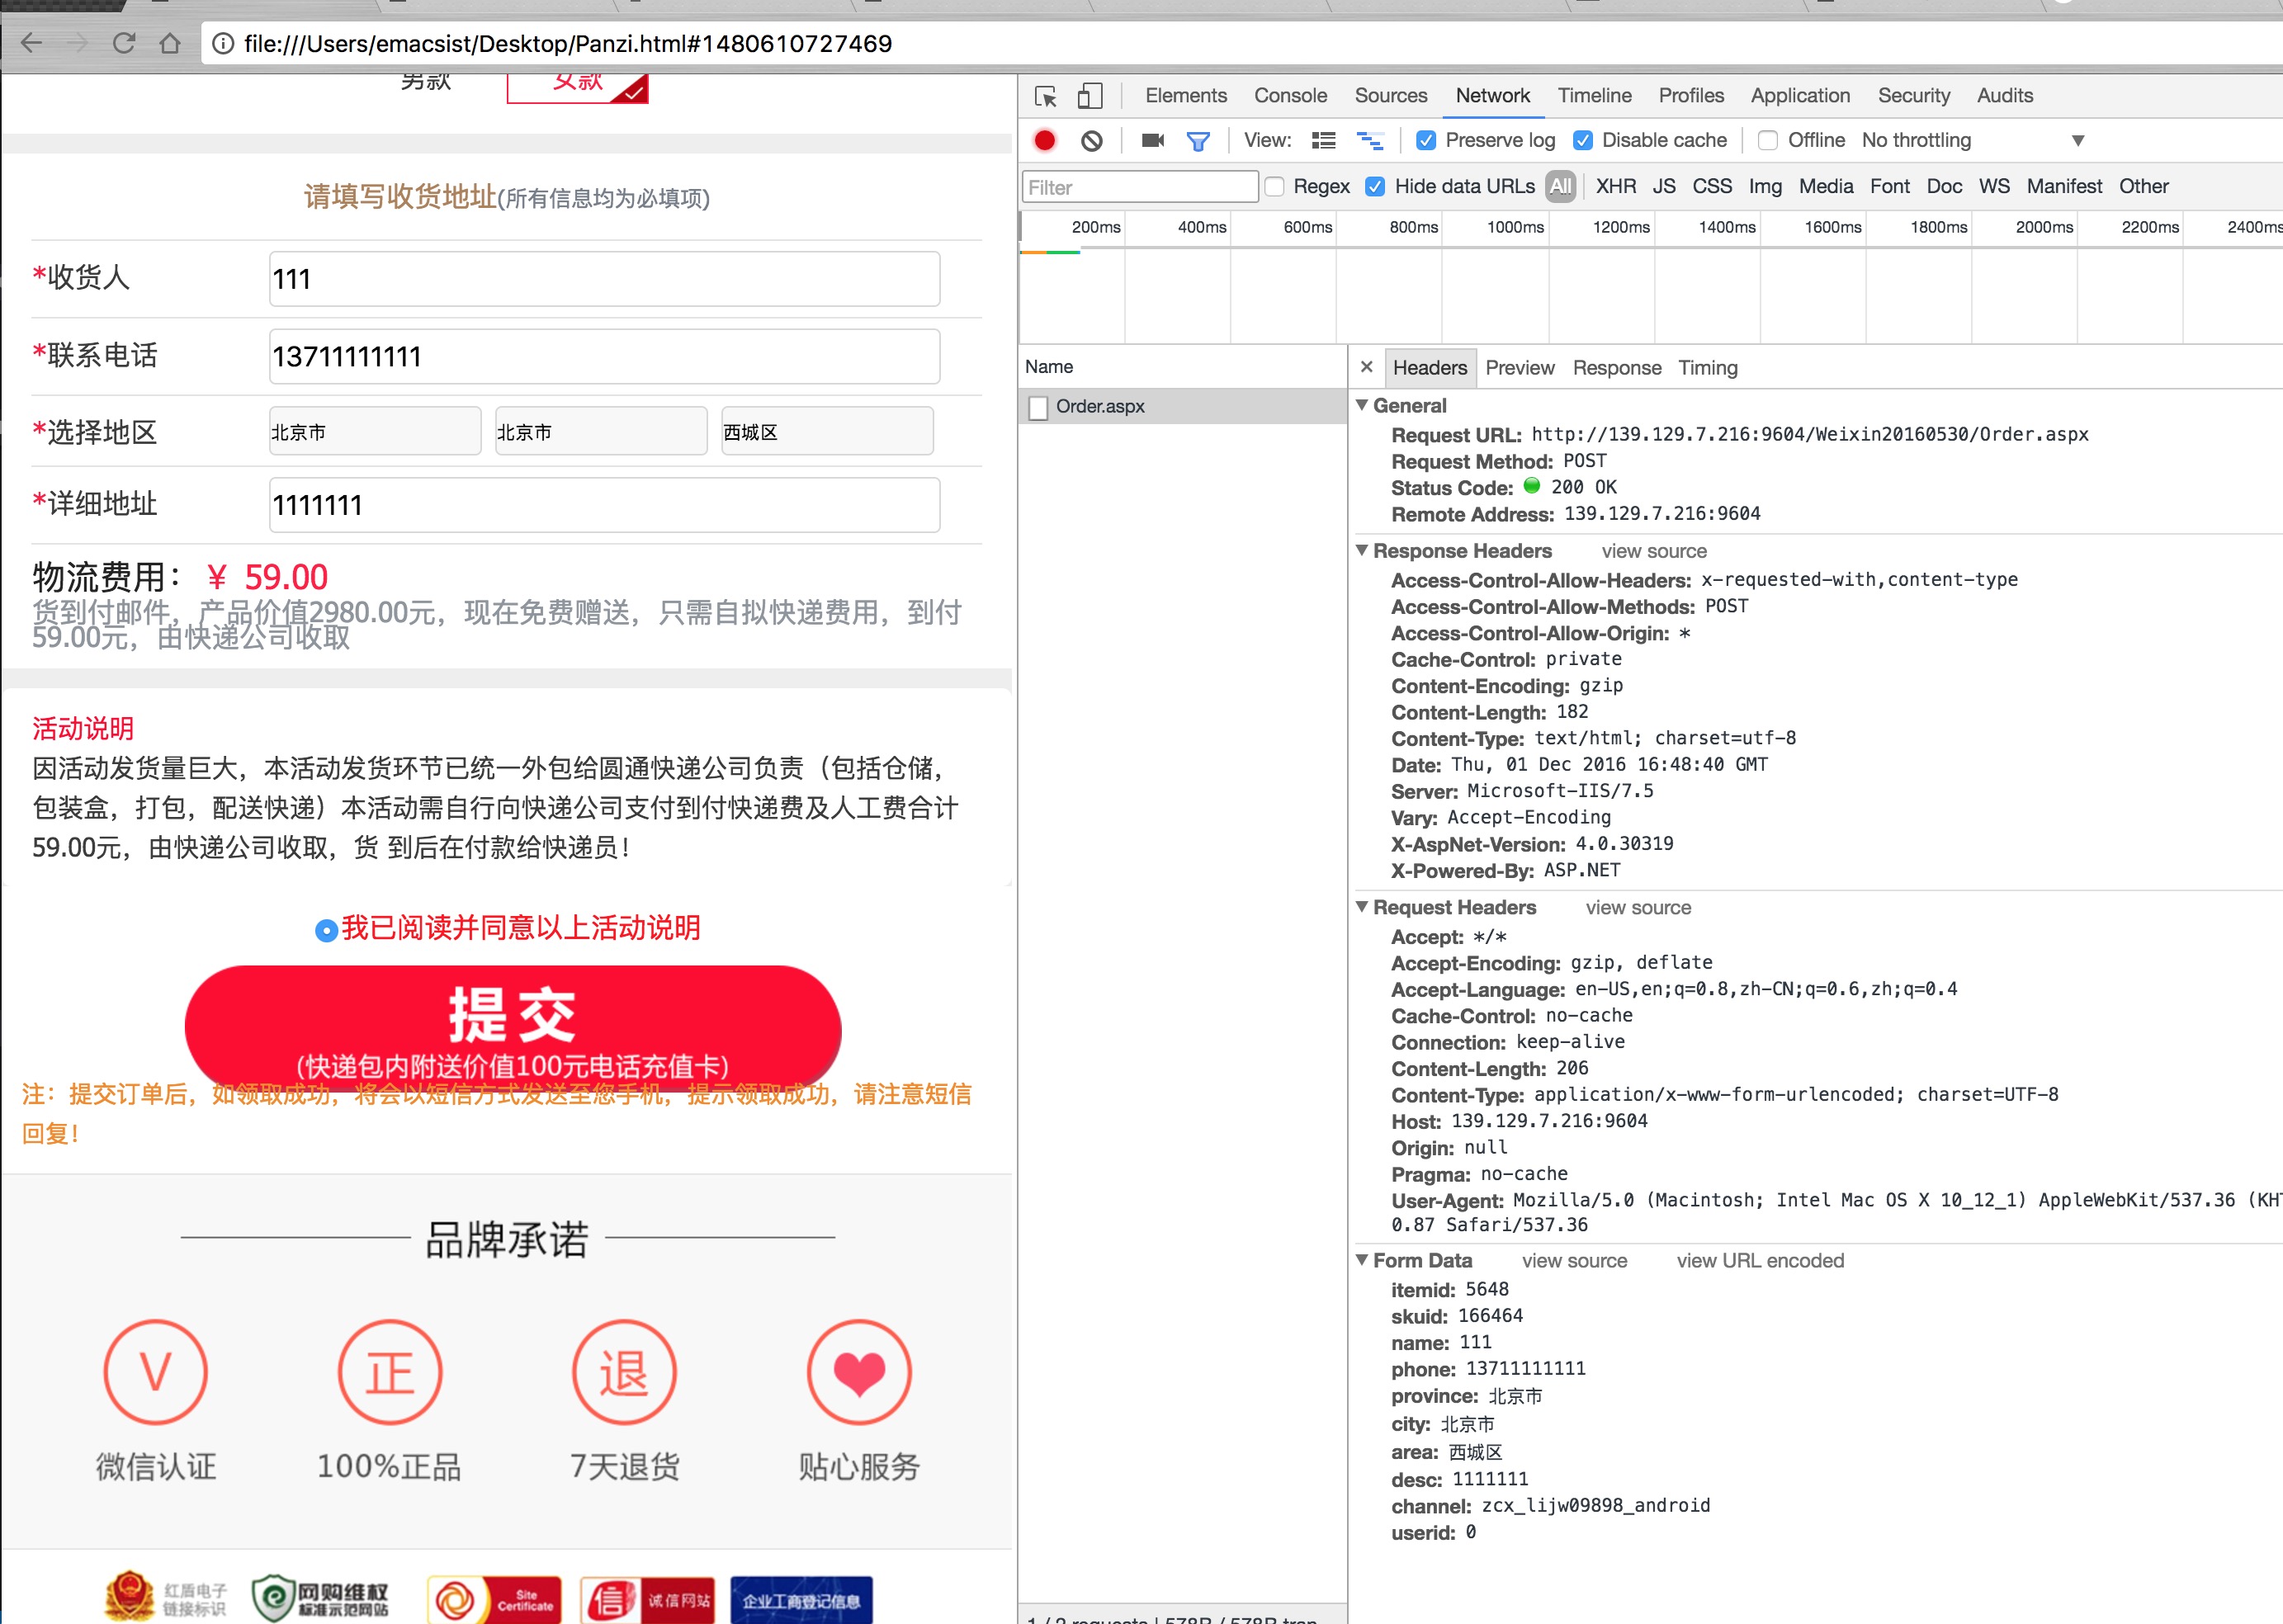 file:///Users/emacsist/Desktop/Panzi.html#1480610727469
男款 女款
请填写收货地址(所有信息均为必填项)
*收货人 111
*联系电话 13711111111
*选择地区 北京市 北京市 西城区
*详细地址 1111111
物流费用： ¥ 59.00
货到付邮件，产品价值2980.00元，现在免费赠送，只需自拟快递费用，到付
59.00元，由快递公司收取
活动说明
因活动发货量巨大，本活动发货环节已统一外包给圆通快递公司负责（包括仓储，
包装盒，打包，配送快递）本活动需自行向快递公司支付到付快递费及人工费合计
59.00元，由快递公司收取，货 到后在付款给快递员！
我已阅读并同意以上活动说明
提交
(快递包内附送价值100元电话充值卡)
注：提交订单后，如领取成功，将会以短信方式发送至您手机，提示领取成功，请注意短信
回复！
品牌承诺
V 正 退
微信认证 100%正品 7天退货 贴心服务
红盾电子
链接标识
网购维权
标准示范网站
Site
Certificate
信 诚信网站
企业工商登记信息
Elements Console Sources Network Timeline Profiles Application Security Audits
View: Preserve log Disable cache Offline No throttling
Filter Regex Hide data URLs All XHR JS CSS Img Media Font Doc WS Manifest Other
200ms 400ms 600ms 800ms 1000ms 1200ms 1400ms 1600ms 1800ms 2000ms 2200ms 2400ms
Name
Order.aspx
× Headers Preview Response Timing
General
Request URL: http://139.129.7.216:9604/Weixin20160530/Order.aspx
Request Method: POST
Status Code: 200 OK
Remote Address: 139.129.7.216:9604
Response Headers view source
Access-Control-Allow-Headers: x-requested-with,content-type
Access-Control-Allow-Methods: POST
Access-Control-Allow-Origin: *
Cache-Control: private
Content-Encoding: gzip
Content-Length: 182
Content-Type: text/html; charset=utf-8
Date: Thu, 01 Dec 2016 16:48:40 GMT
Server: Microsoft-IIS/7.5
Vary: Accept-Encoding
X-AspNet-Version: 4.0.30319
X-Powered-By: ASP.NET
Request Headers view source
Accept: */*
Accept-Encoding: gzip, deflate
Accept-Language: en-US,en;q=0.8,zh-CN;q=0.6,zh;q=0.4
Cache-Control: no-cache
Connection: keep-alive
Content-Length: 206
Content-Type: application/x-www-form-urlencoded; charset=UTF-8
Host: 139.129.7.216:9604
Origin: null
Pragma: no-cache
User-Agent: Mozilla/5.0 (Macintosh; Intel Mac OS X 10_12_1) AppleWebKit/537.36 (KHT
0.87 Safari/537.36
Form Data view source view URL encoded
itemid: 5648
skuid: 166464
name: 111
phone: 13711111111
province: 北京市
city: 北京市
area: 西城区
desc: 1111111
channel: zcx_lijw09898_android
userid: 0
1 / 2 requests | 578B / 578B tran